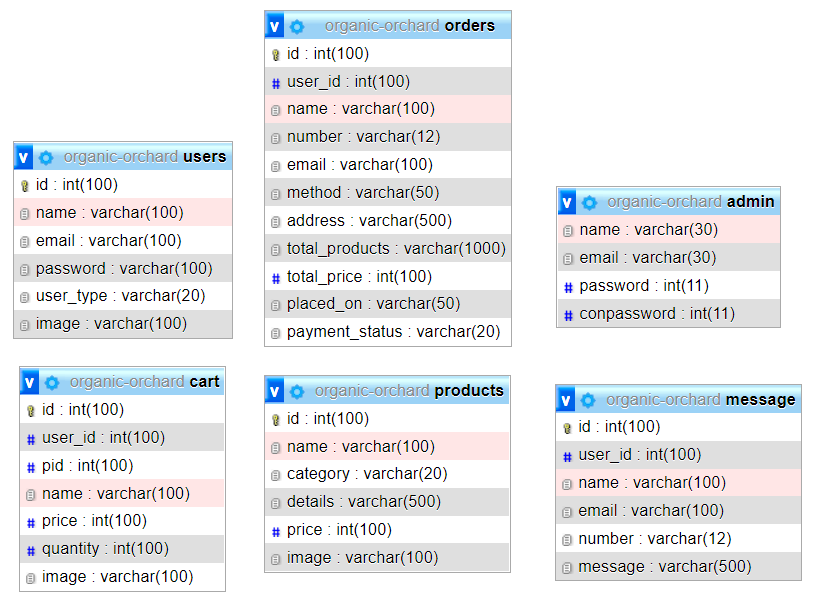 organic-orchard orders
id : int(100)
user_id : int(100)
name : varchar(100)
number : varchar(12)
email : varchar(100)
method : varchar(50)
address : varchar(500)
total_products : varchar(1000)
total_price : int(100)
placed_on : varchar(50)
payment_status : varchar(20)
organic-orchard users
id : int(100)
name : varchar(100)
email : varchar(100)
password : varchar(100)
user_type : varchar(20)
image : varchar(100)
organic-orchard admin
name : varchar(30)
email : varchar(30)
password : int(11)
conpassword : int(11)
organic-orchard cart
id : int(100)
user_id : int(100)
pid : int(100)
name : varchar(100)
price : int(100)
quantity : int(100)
image : varchar(100)
organic-orchard products
id : int(100)
name : varchar(100)
category : varchar(20)
details : varchar(500)
price : int(100)
image : varchar(100)
organic-orchard message
id : int(100)
user_id : int(100)
name : varchar(100)
email : varchar(100)
number : varchar(12)
message : varchar(500)